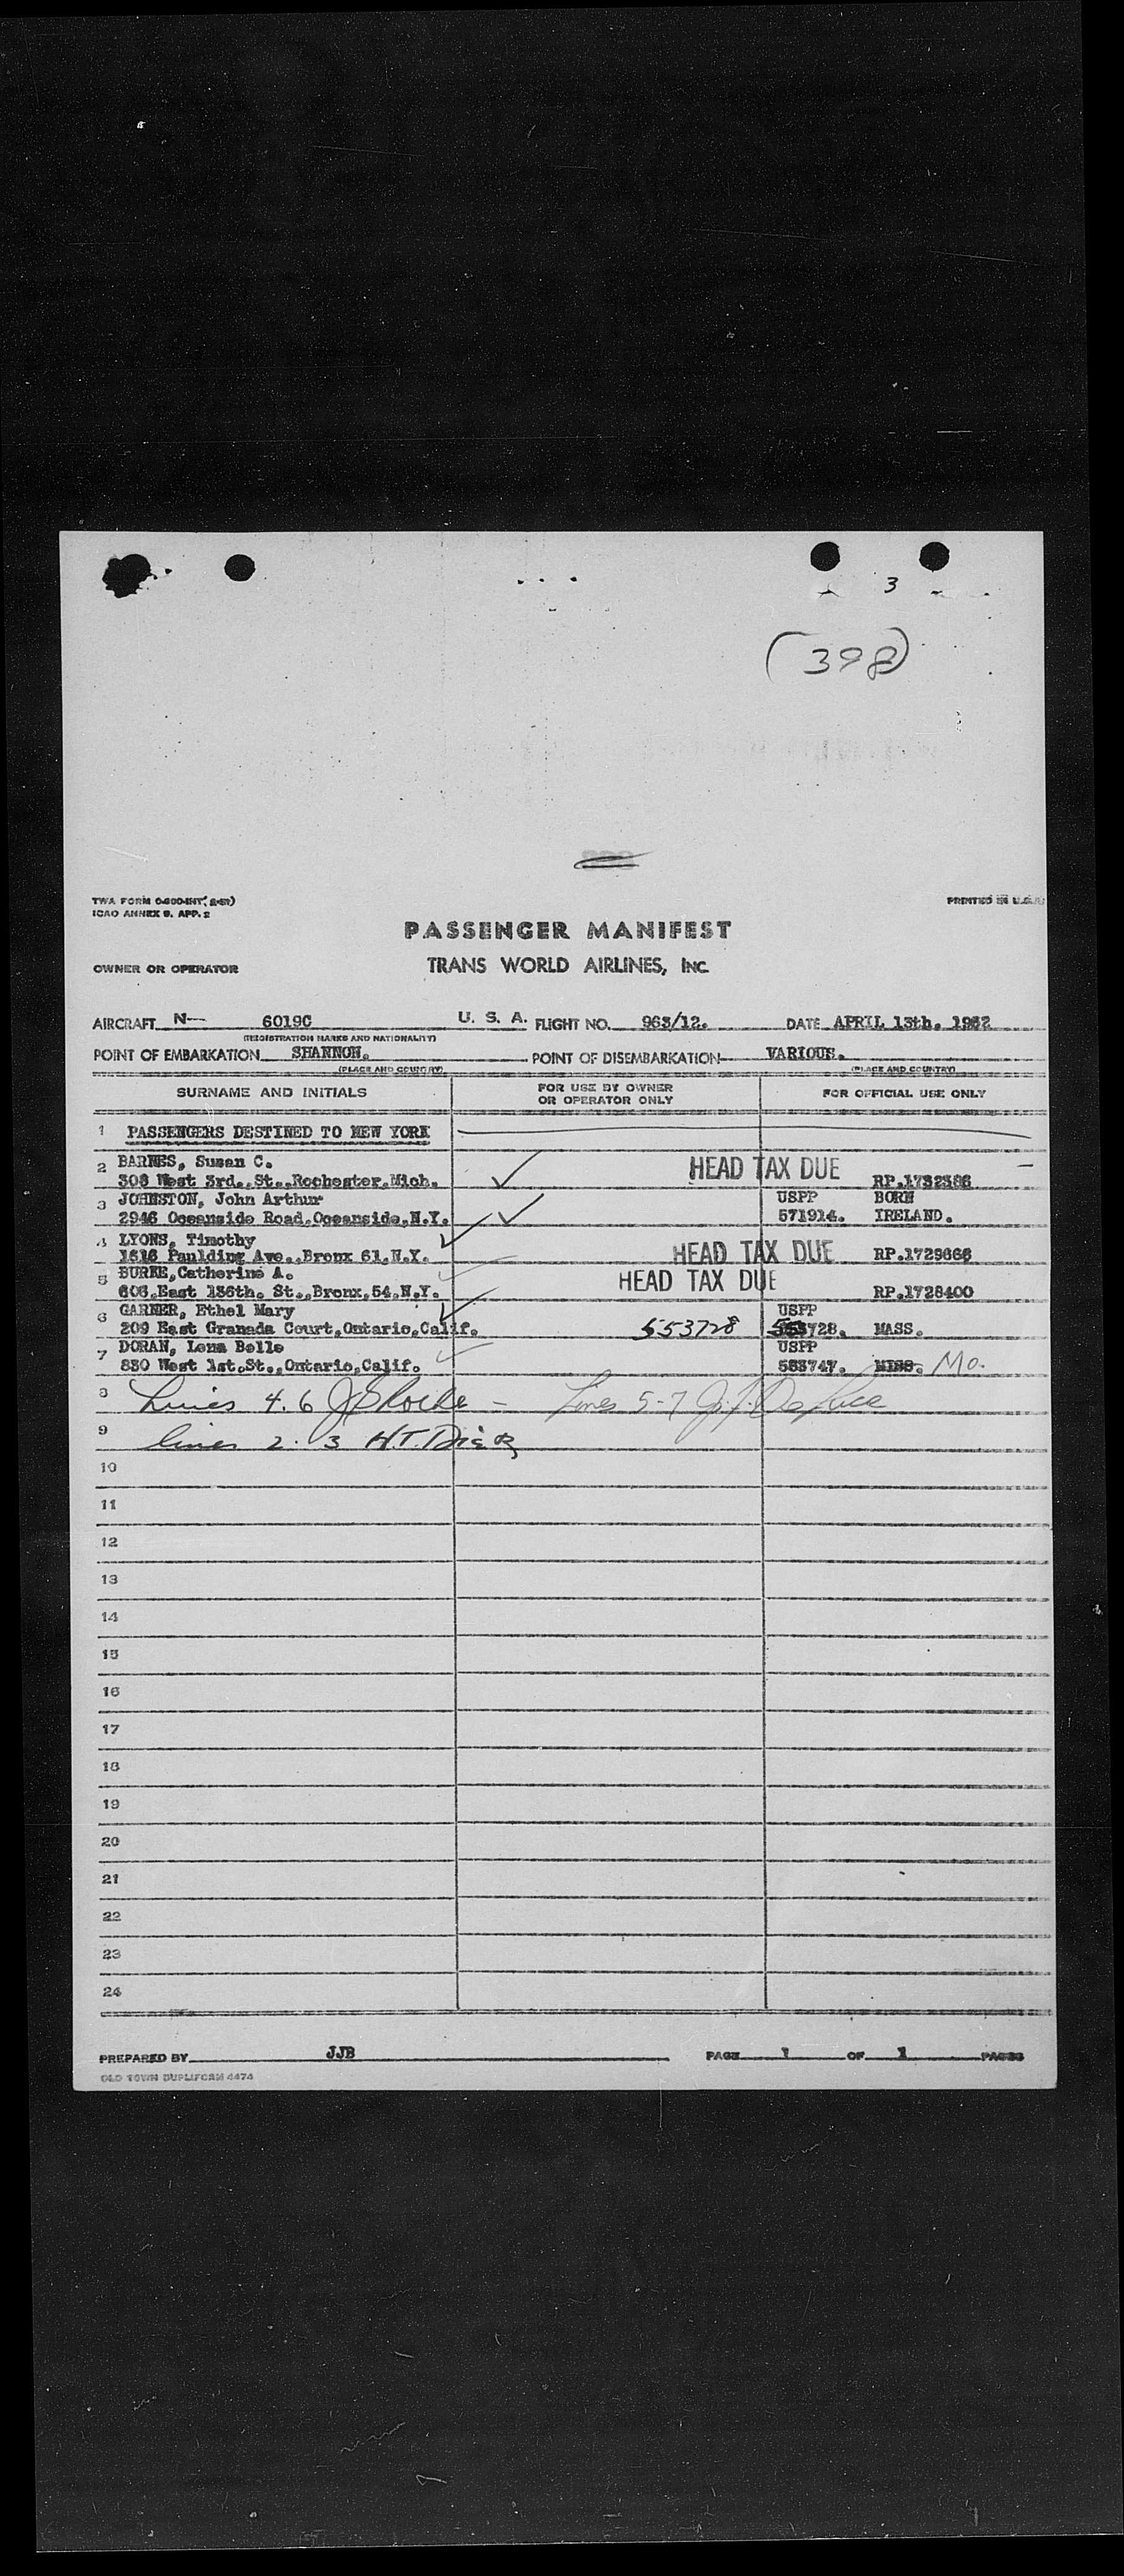 3
(398)
TWA FORM
ICAO ANNEX 9. APP. 2
PRINTED IN U.S.A.
PASSENGER MANIFEST
OWNER OR OPERATOR TRANS WORLD AIRLINES, INC.
AIRCRAFT N— 6019C U. S. A. FLIGHT NO. 963/12. DATE APRIL 13th. 1952
(REGISTRATION MARKS AND NATIONALITY)
POINT OF EMBARKATION SHANNON. POINT OF DISEMBARKATION VARIOUS.
(PLACE AND COUNTRY) (PLACE AND COUNTRY)
SURNAME AND INITIALS FOR USE BY OWNER OR OPERATOR ONLY FOR OFFICIAL USE ONLY
1 PASSENGERS DESTINED TO NEW YORK
2 BARNES, Susan C. HEAD TAX DUE
308 West 3rd. St., Rochester, Mich. RP.1732386
3 JOHNSTON, John Arthur USPP BORN
2946 Oceanside Road, Oceanside, N.Y. 571914. IRELAND.
4 LYONS, Timothy
1616 Paulding Ave., Bronx 61, N.Y. HEAD TAX DUE RP.1729666
5 BURKE, Catherine A. HEAD TAX DUE
606, East 136th. St., Bronx, 54, N.Y. RP.1728400
6 GARNER, Ethel Mary USPP
209 East Granada Court, Ontario, Calif. 553728 728. MASS.
7 DORAN, Lena Belle USPP
830 West 1st. St., Ontario, Calif. 553747. MISS. Mo.
8 Lines 4.6 – Lines 5-7
9 lines 2. 3 H.T.
10
11
12
13
14
15
16
17
18
19
20
21
22
23
24
PREPARED BY JJB PAGE 1 OF 1 PAGES
OLD TOWN DUPLIFORM 4474